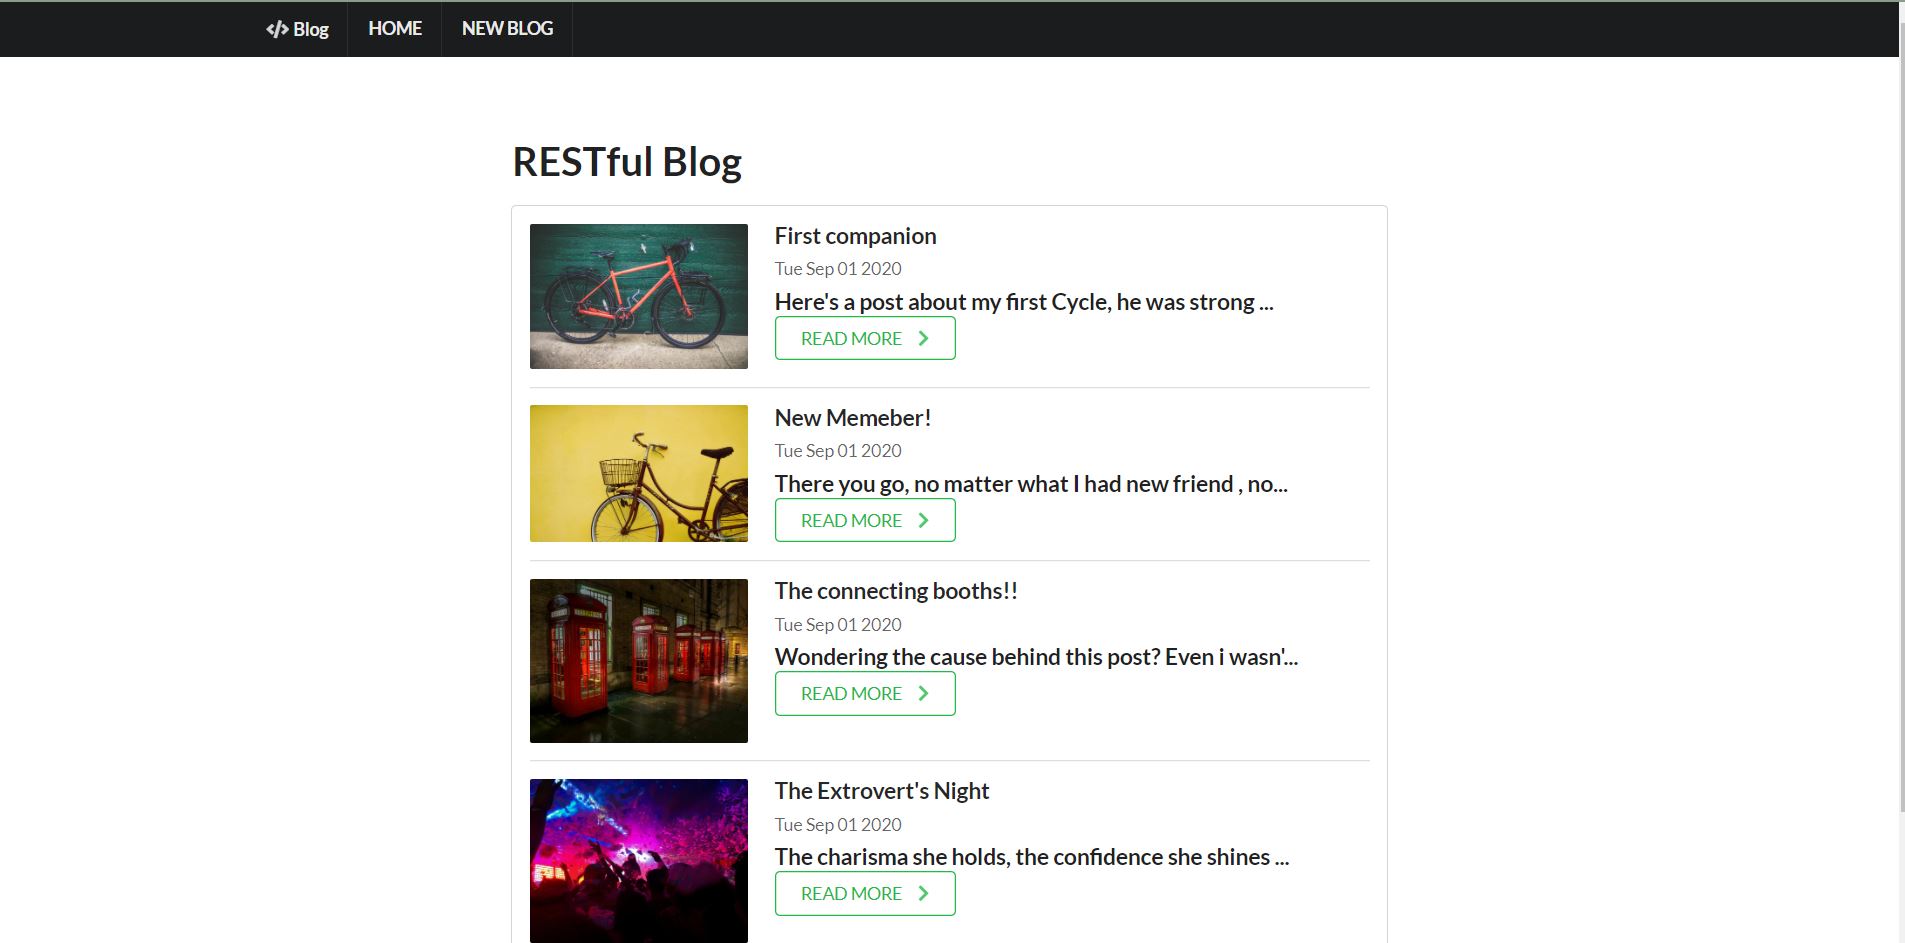 Blog
HOME
NEW BLOG
RESTful Blog
First companion
Tue Sep 01 2020
Here's a post about my first Cycle, he was strong ...
READ MORE
New Memeber!
Tue Sep 01 2020
There you go, no matter what I had new friend , no...
READ MORE
The connecting booths!!
Tue Sep 01 2020
Wondering the cause behind this post? Even i wasn'...
READ MORE
The Extrovert's Night
Tue Sep 01 2020
The charisma she holds, the confidence she shines ...
READ MORE